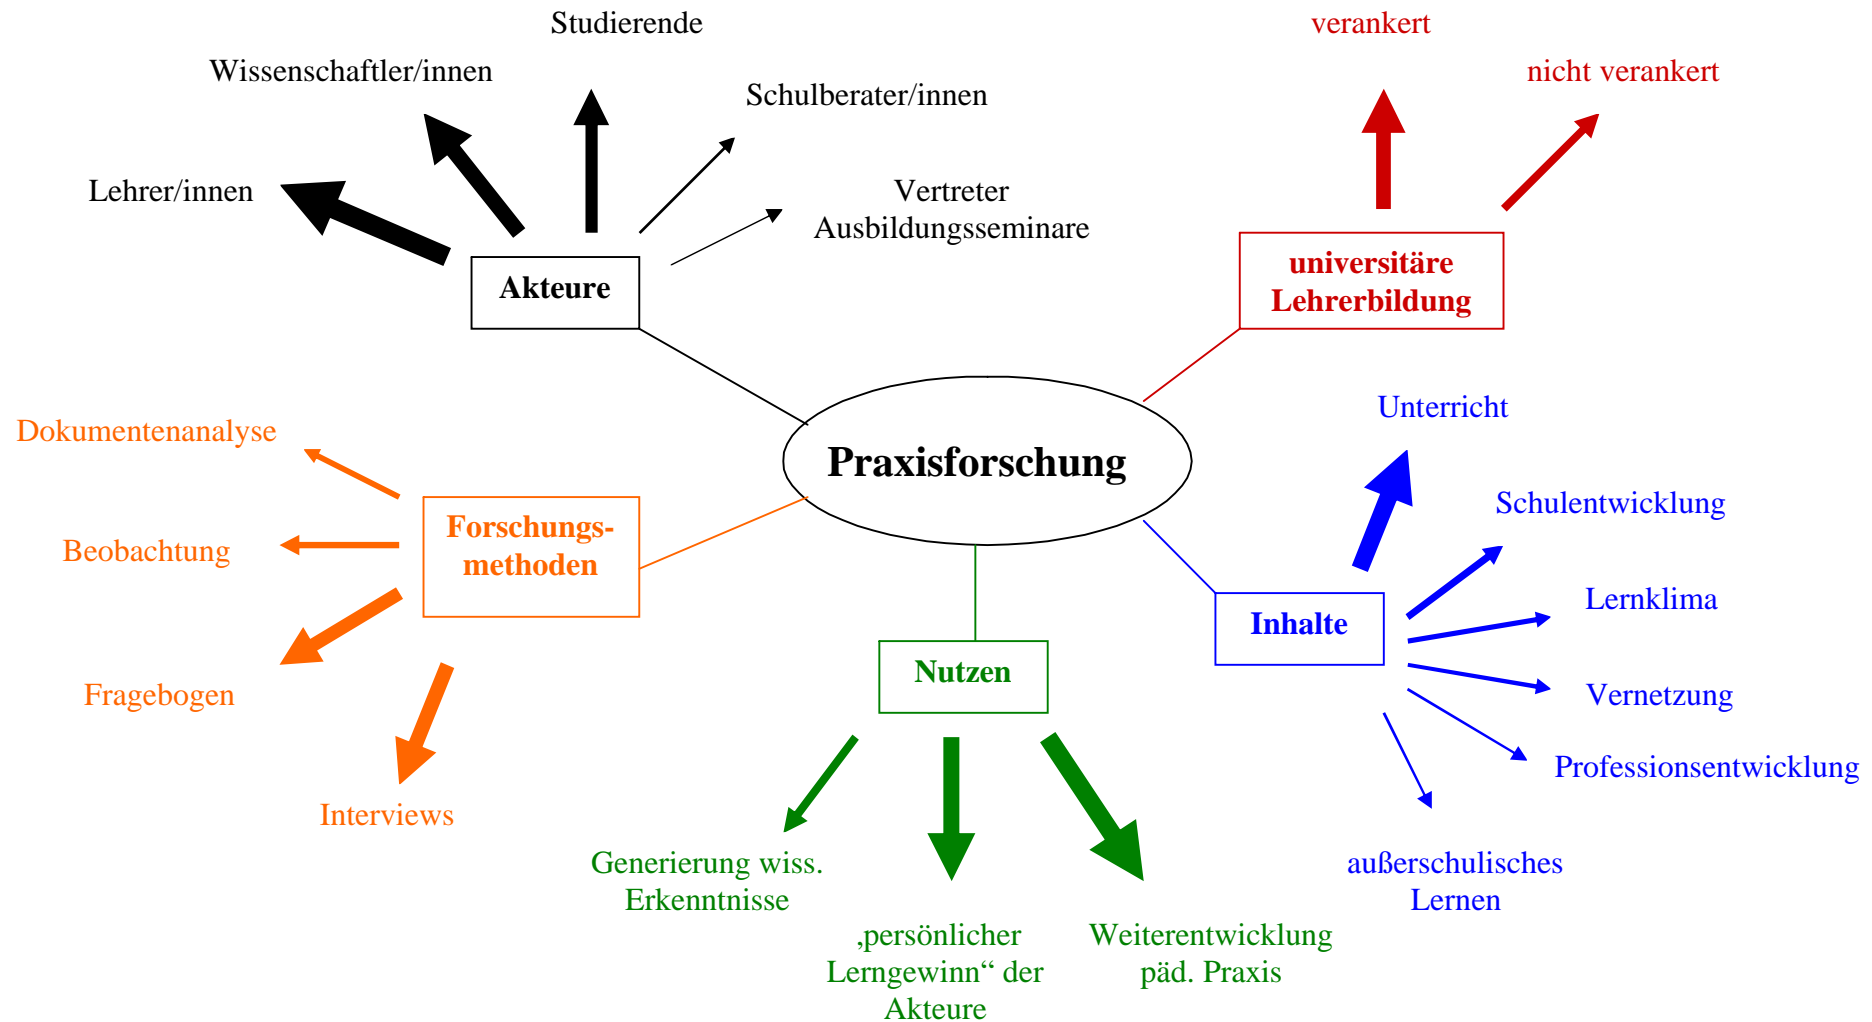 Studierende
verankert
Wissenschaftler/innen
nicht verankert
Schulberater/innen
Lehrer/innen
Vertreter
Ausbildungsseminare
Akteure
universitäre
Lehrerbildung
Praxisforschung
Dokumentenanalyse
Beobachtung
Fragebogen
Interviews
Forschungs-
methoden
Unterricht
Schulentwicklung
Lernklima
Vernetzung
Professionsentwicklung
außerschulisches
Lernen
Inhalte
Nutzen
Generierung wiss.
Erkenntnisse
‚persönlicher
Lerngewinn“ der
Akteure
Weiterentwicklung
päd. Praxis